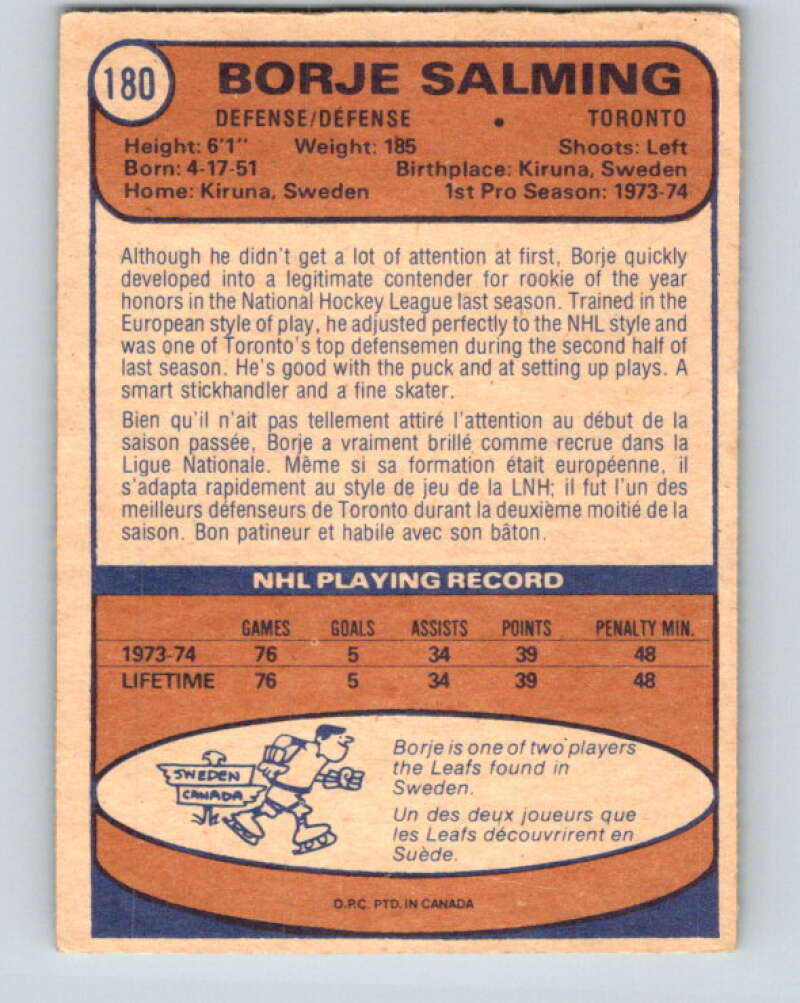 180
BORJE SALMING
DEFENSE/DÉFENSE • TORONTO
Height: 6'1" Weight: 185 Shoots: Left
Born: 4-17-51 Birthplace: Kiruna, Sweden
Home: Kiruna, Sweden 1st Pro Season: 1973-74
Although he didn't get a lot of attention at first, Borje quickly
developed into a legitimate contender for rookie of the year
honors in the National Hockey League last season. Trained in the
European style of play, he adjusted perfectly to the NHL style and
was one of Toronto's top defensemen during the second half of
last season. He's good with the puck and at setting up plays. A
smart stickhandler and a fine skater.
Bien qu'il n'ait pas tellement attiré l'attention au début de la
saison passée, Borje a vraiment brillé comme recrue dans la
Ligue Nationale. Même si sa formation était européenne, il
s'adapta rapidement au style de jeu de la LNH; il fut l'un des
meilleurs défenseurs de Toronto durant la deuxième moitié de la
saison. Bon patineur et habile avec son bâton.
NHL PLAYING RECORD
GAMES GOALS ASSISTS POINTS PENALTY MIN.
1973-74 76 5 34 39 48
LIFETIME 76 5 34 39 48
SWEDEN
CANADA
Borje is one of two players
the Leafs found in
Sweden.
Un des deux joueurs que
les Leafs découvrirent en
Suède.
O.P.C. PTD. IN CANADA